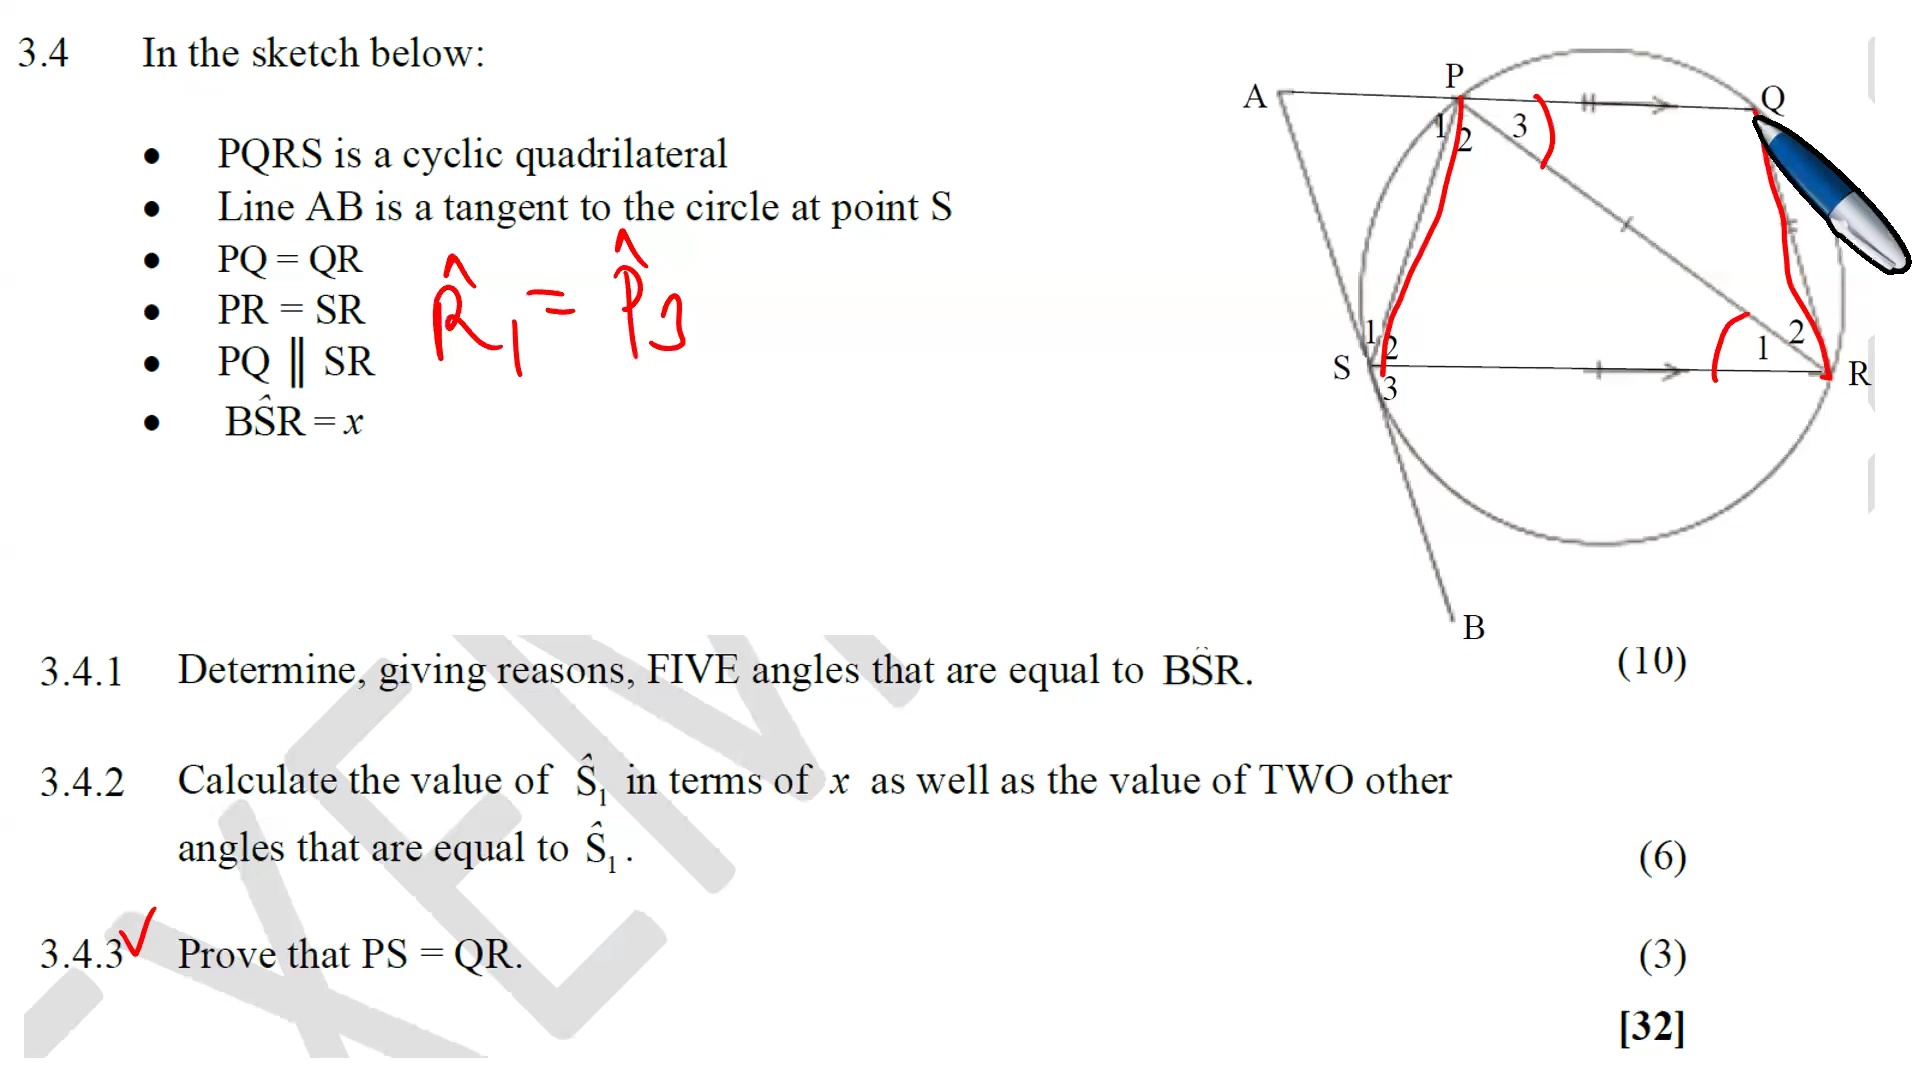 3.4 In the sketch below:
• PQRS is a cyclic quadrilateral
• Line AB is a tangent to the circle at point S
• PQ = QR
• PR = SR
• PQ ∥ SR
• BŜR = x
R̂₁ = P̂₃
A
P
Q
1 2 3
1 2
S
3
1 2
R
B
3.4.1 Determine, giving reasons, FIVE angles that are equal to BŜR. (10)
3.4.2 Calculate the value of Ŝ₁ in terms of x as well as the value of TWO other
angles that are equal to Ŝ₁. (6)
3.4.3 Prove that PS = QR. (3)
[32]